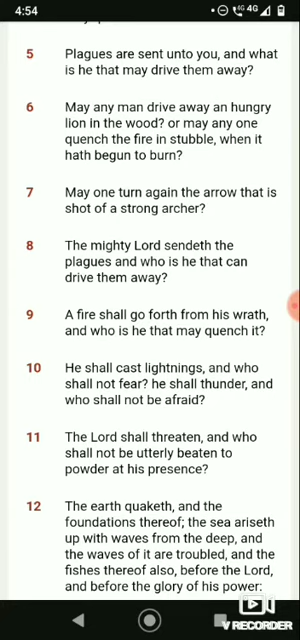 4:54
4G 4G
5 Plagues are sent unto you, and what
is he that may drive them away?
6 May any man drive away an hungry
lion in the wood? or may any one
quench the fire in stubble, when it
hath begun to burn?
7 May one turn again the arrow that is
shot of a strong archer?
8 The mighty Lord sendeth the
plagues and who is he that can
drive them away?
9 A fire shall go forth from his wrath,
and who is he that may quench it?
10 He shall cast lightnings, and who
shall not fear? he shall thunder, and
who shall not be afraid?
11 The Lord shall threaten, and who
shall not be utterly beaten to
powder at his presence?
12 The earth quaketh, and the
foundations thereof; the sea ariseth
up with waves from the deep, and
the waves of it are troubled, and the
fishes thereof also, before the Lord,
and before the glory of his power:
V RECORDER